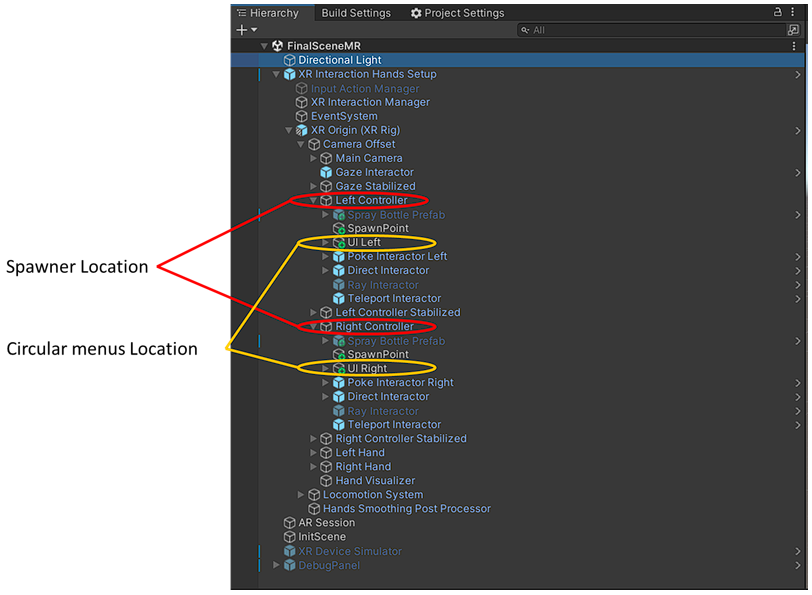 Hierarchy Build Settings Project Settings
All
FinalSceneMR
Directional Light
XR Interaction Hands Setup
Input Action Manager
XR Interaction Manager
EventSystem
XR Origin (XR Rig)
Camera Offset
Main Camera
Gaze Interactor
Gaze Stabilized
Left Controller
Spray Bottle Prefab
SpawnPoint
UI Left
Poke Interactor Left
Direct Interactor
Ray Interactor
Teleport Interactor
Left Controller Stabilized
Right Controller
Spray Bottle Prefab
SpawnPoint
UI Right
Poke Interactor Right
Direct Interactor
Ray Interactor
Teleport Interactor
Right Controller Stabilized
Left Hand
Right Hand
Hand Visualizer
Locomotion System
Hands Smoothing Post Processor
AR Session
InitScene
XR Device Simulator
DebugPanel
Spawner Location
Circular menus Location